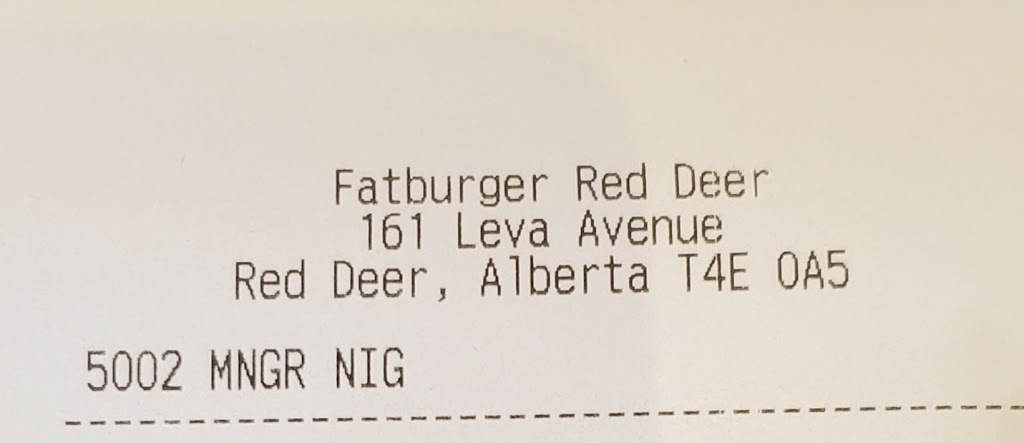 Fatburger Red Deer
161 Leva Avenue
Red Deer, Alberta T4E 0A5
5002 MNGR NIG